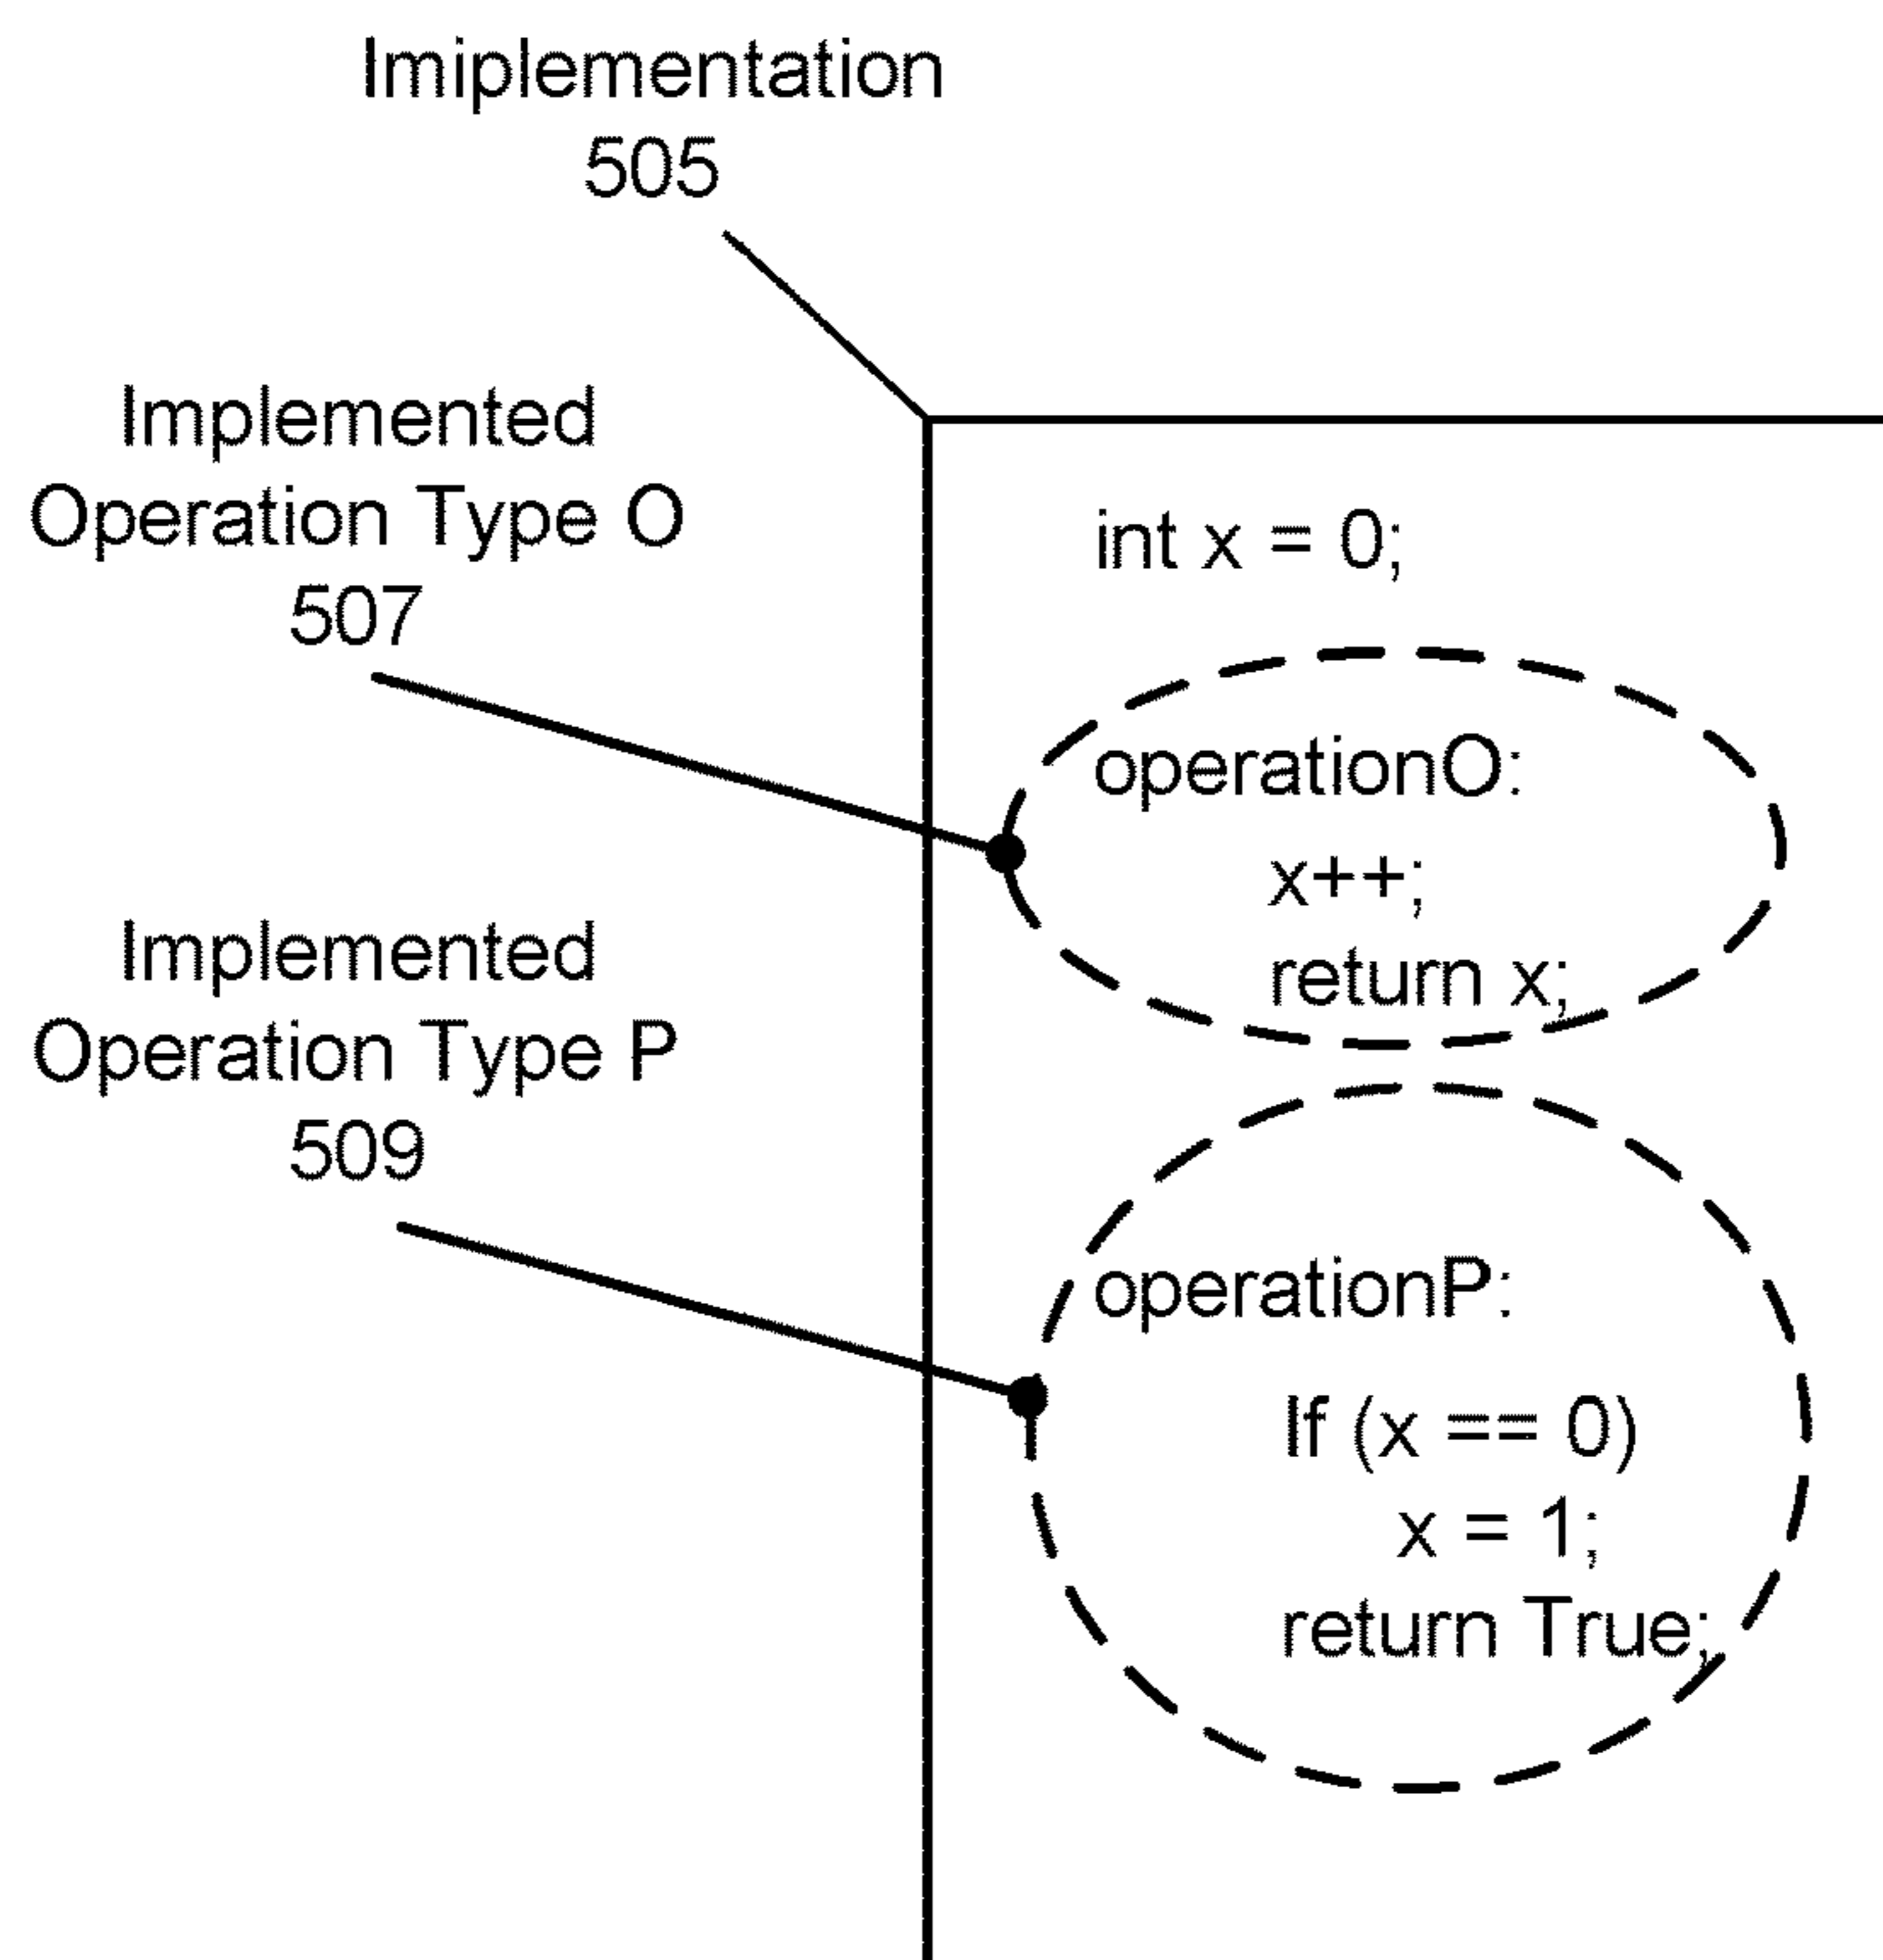 Imiplementation
505
Implemented
Operation Type O
507
int x = 0;
operationO:
x++;
return x;
Implemented
Operation Type P
509
operationP:
If (x == 0)
x = 1;
return True;